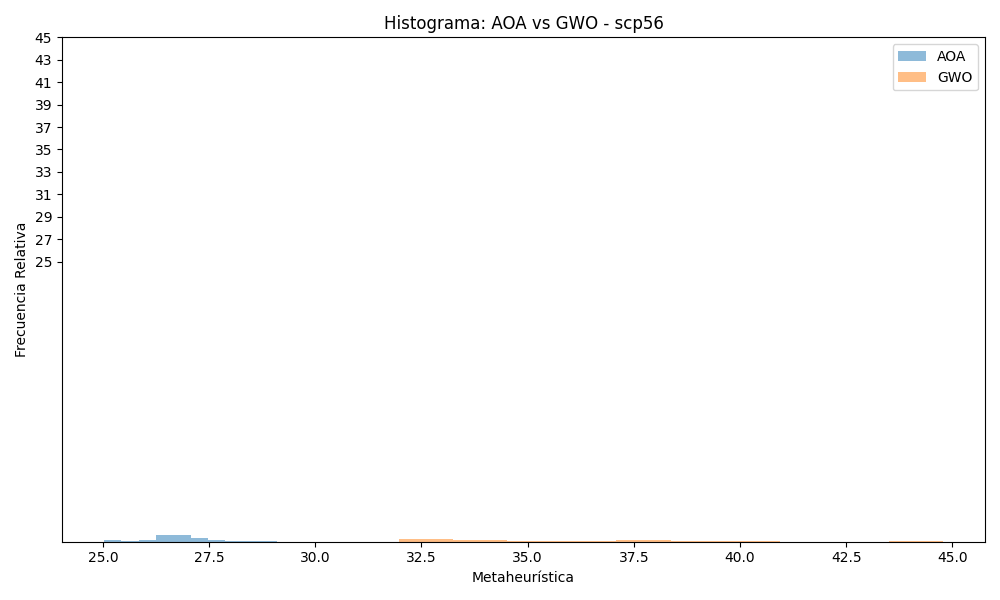 Histograma: AOA vs GWO - scp56
AOA
GWO
45
43
41
39
37
35
33
31
29
27
25
Frecuencia Relativa
25.0 27.5 30.0 32.5 35.0 37.5 40.0 42.5 45.0
Metaheurística